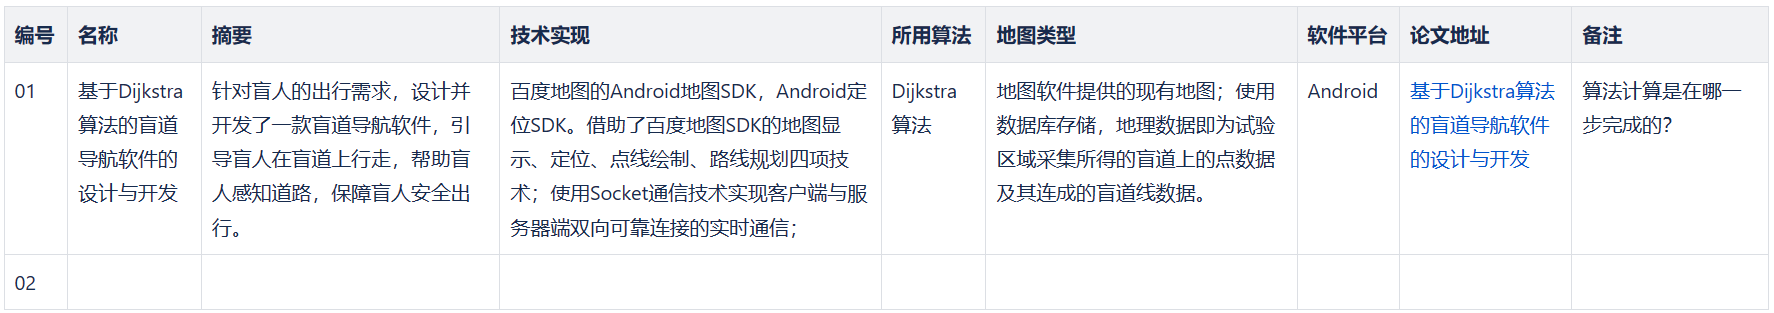 编号 名称 摘要 技术实现 所用算法 地图类型 软件平台 论文地址 备注
01
基于Dijkstra
算法的盲道
导航软件的
设计与开发
针对盲人的出行需求，设计并
开发了一款盲道导航软件，引
导盲人在盲道上行走，帮助盲
人感知道路，保障盲人安全出
行。
百度地图的Android地图SDK，Android定
位SDK。借助了百度地图SDK的地图显
示、定位、点线绘制、路线规划四项技
术；使用Socket通信技术实现客户端与服
务器端双向可靠连接的实时通信；
Dijkstra
算法
地图软件提供的现有地图；使用
数据库存储，地理数据即为试验
区域采集所得的盲道上的点数据
及其连成的盲道线数据。
Android
基于Dijkstra算法
的盲道导航软件
的设计与开发
算法计算是在哪一
步完成的？
02